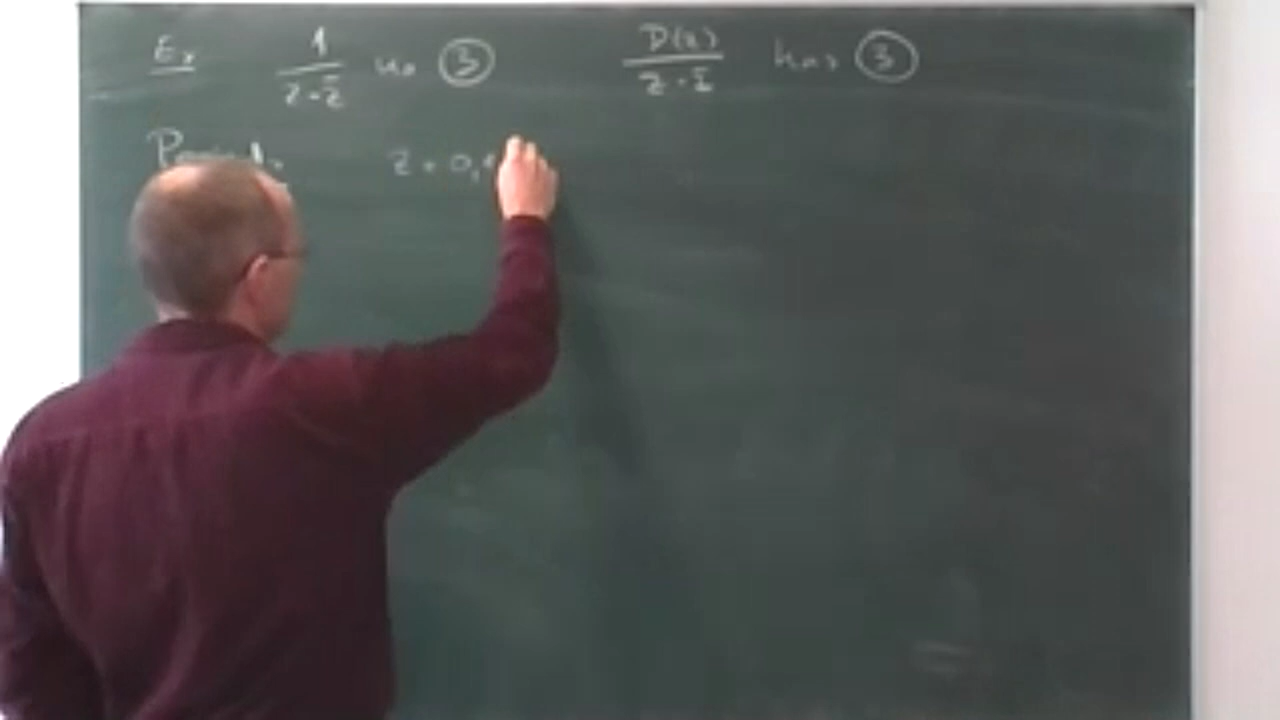 Ex 1/(z-z̄) no ③ D(z)/(z-z̄) has ③
z = 0,